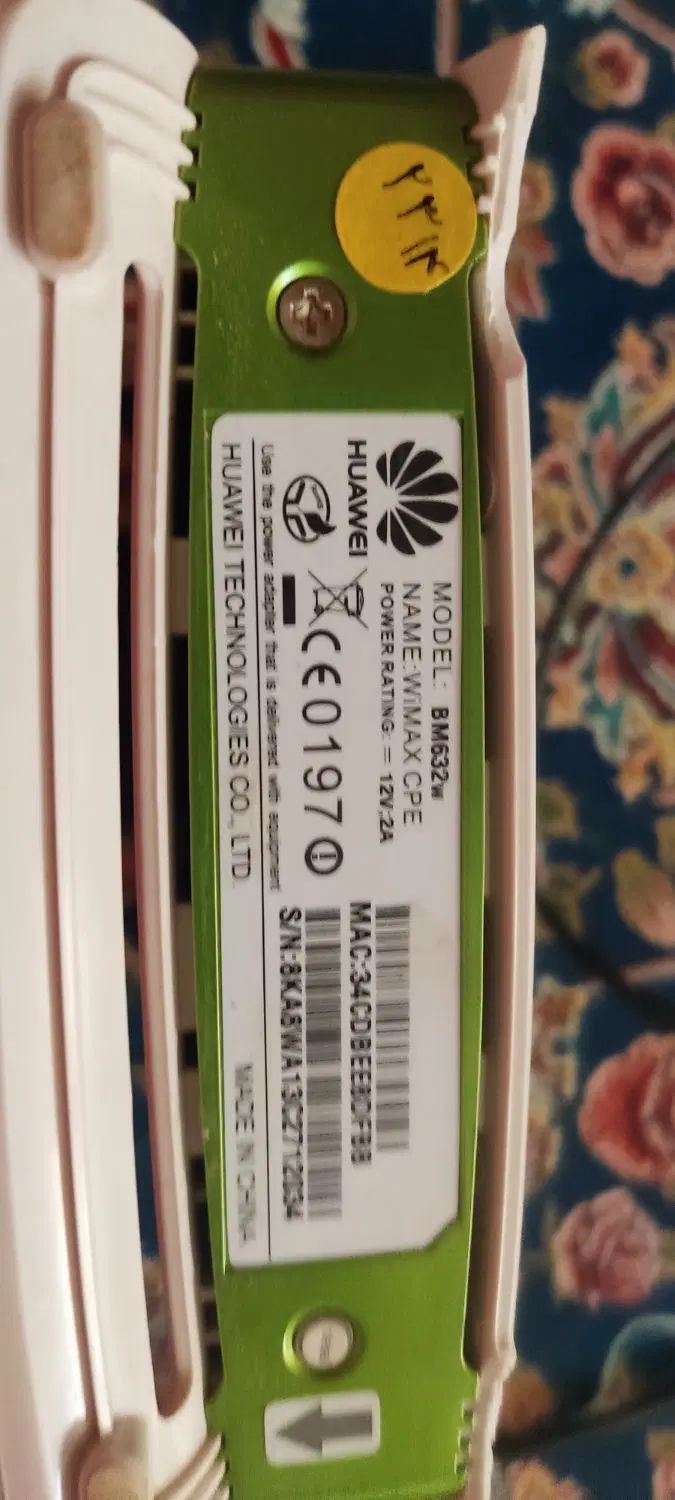 HUAWEI
MODEL: BM632w
NAME:WiMAX CPE
POWER RATING: ⎓ 12V;2A
CE0197
Use the power adapter that is delivered with equipment
HUAWEI TECHNOLOGIES CO., LTD.
MADE IN CHINA